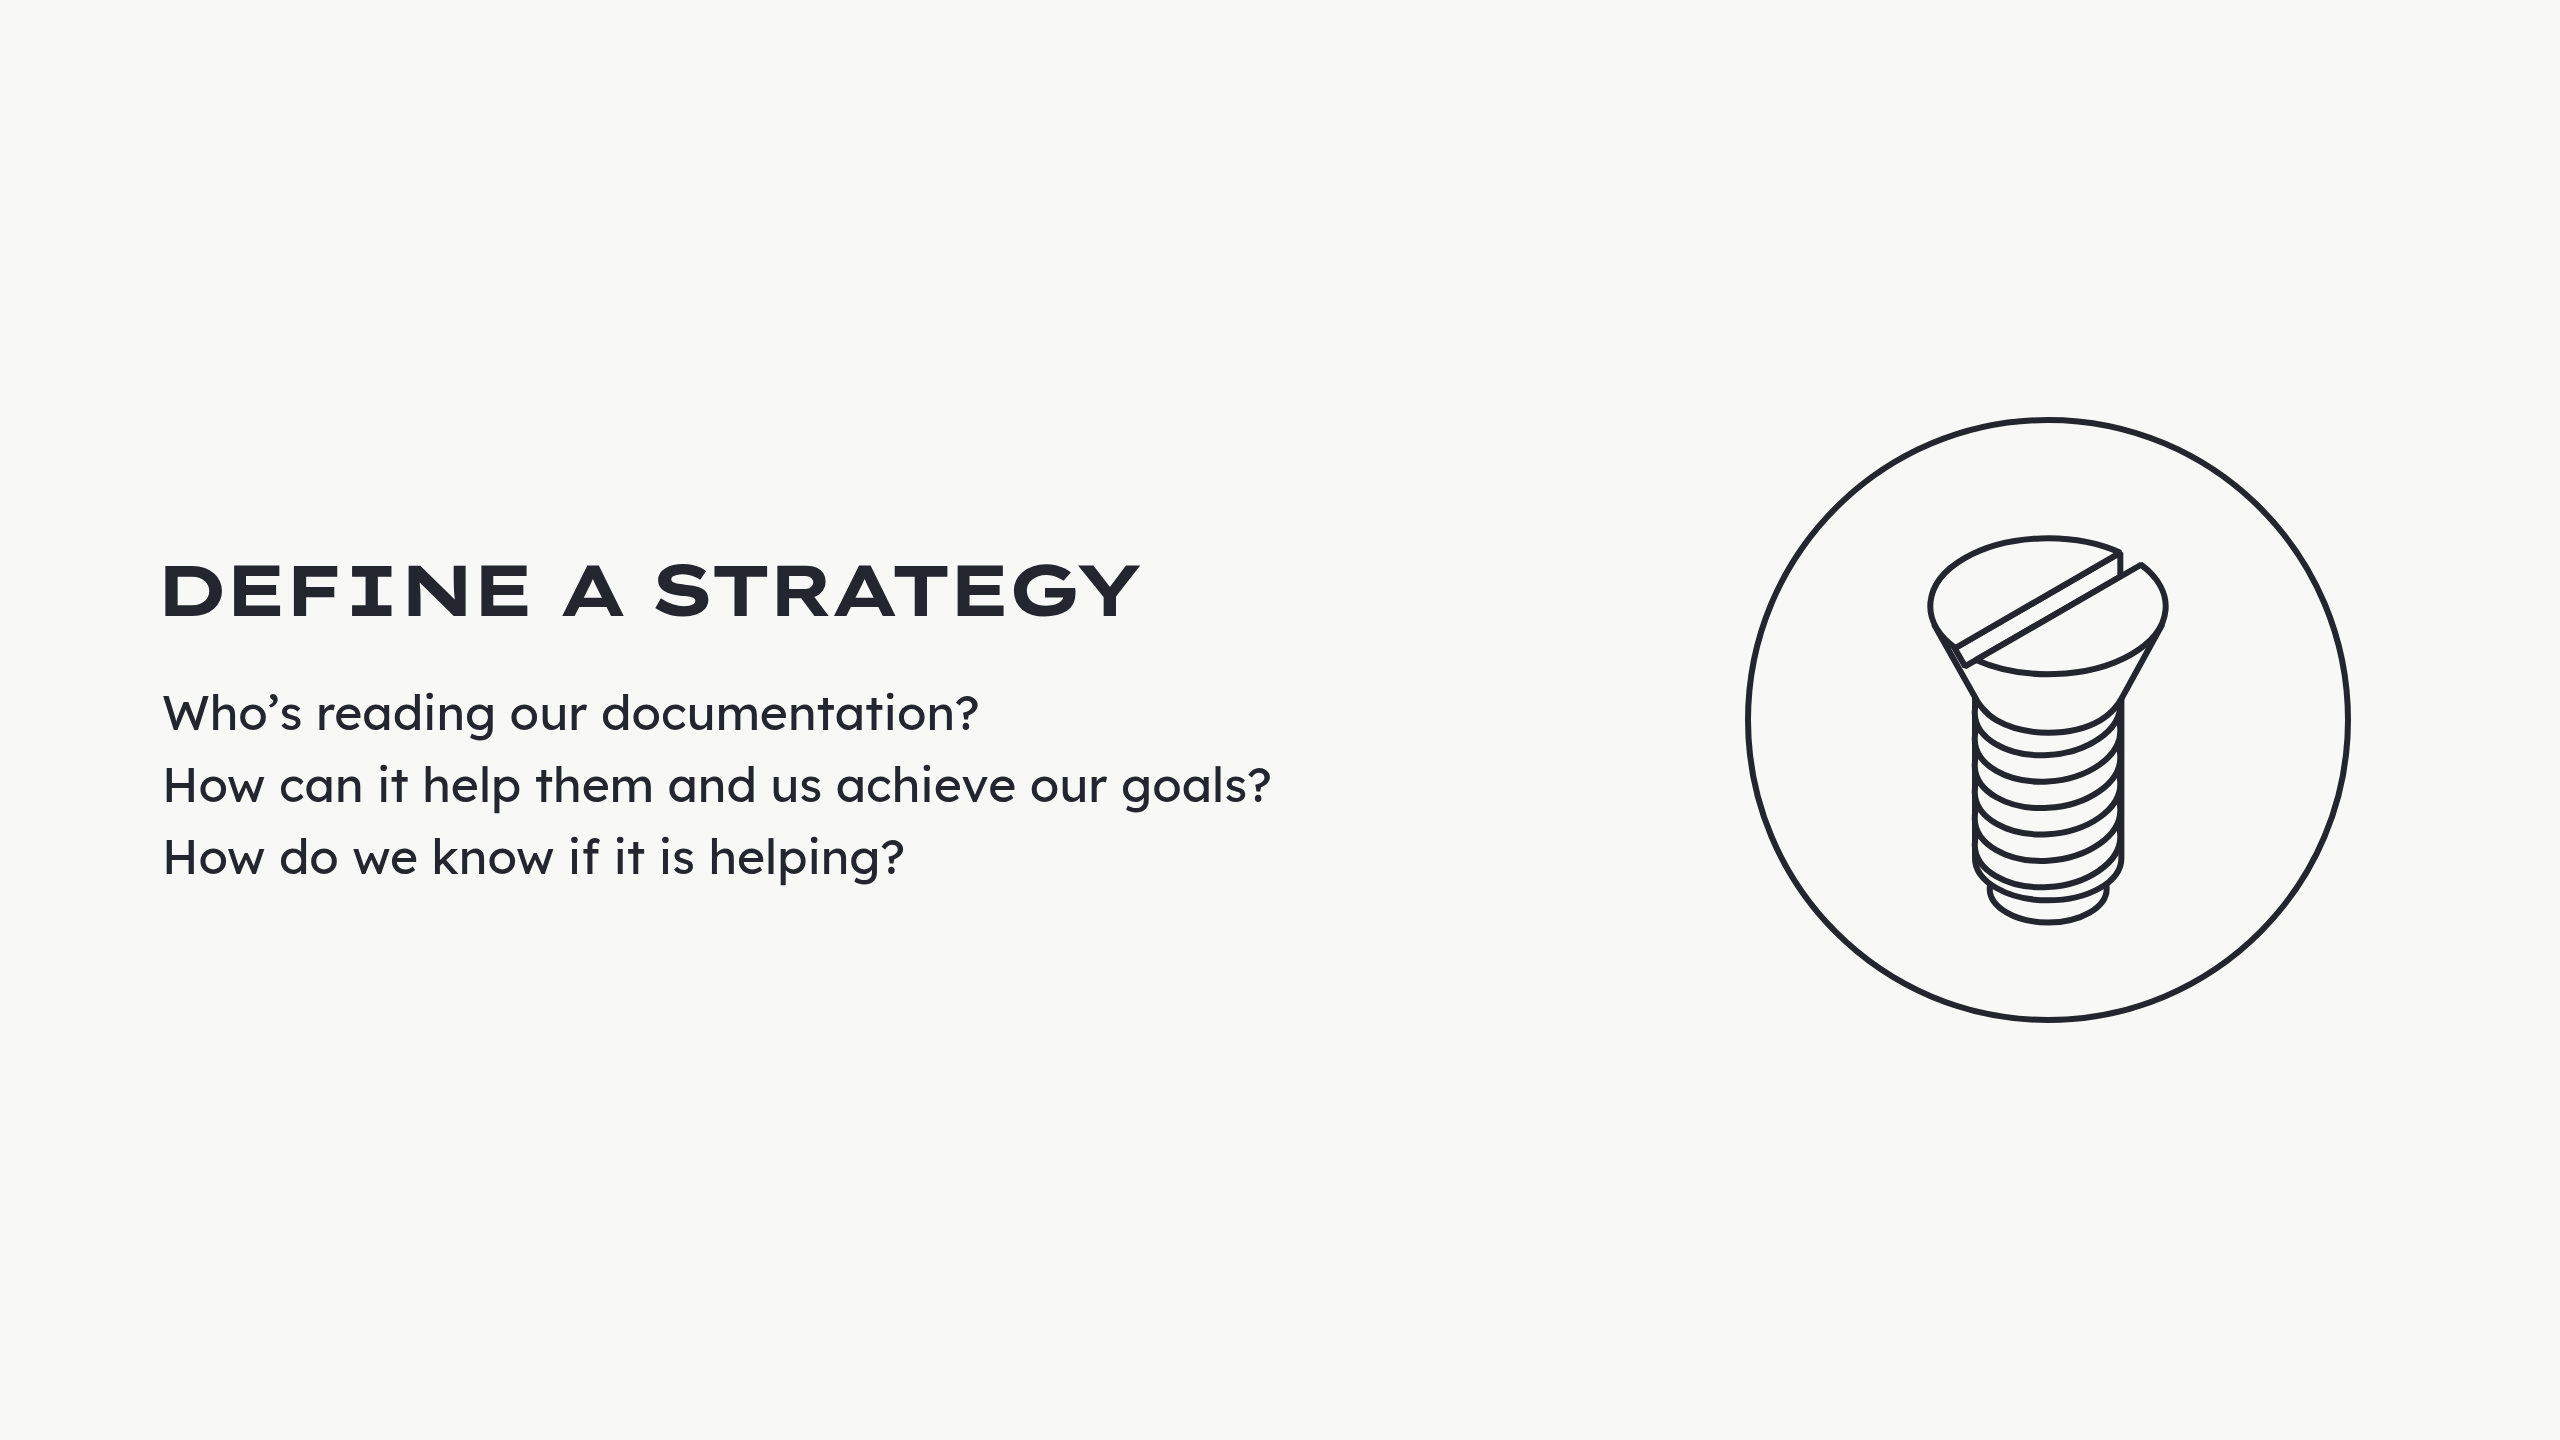 DEFINE A STRATEGY
Who’s reading our documentation?
How can it help them and us achieve our goals?
How do we know if it is helping?